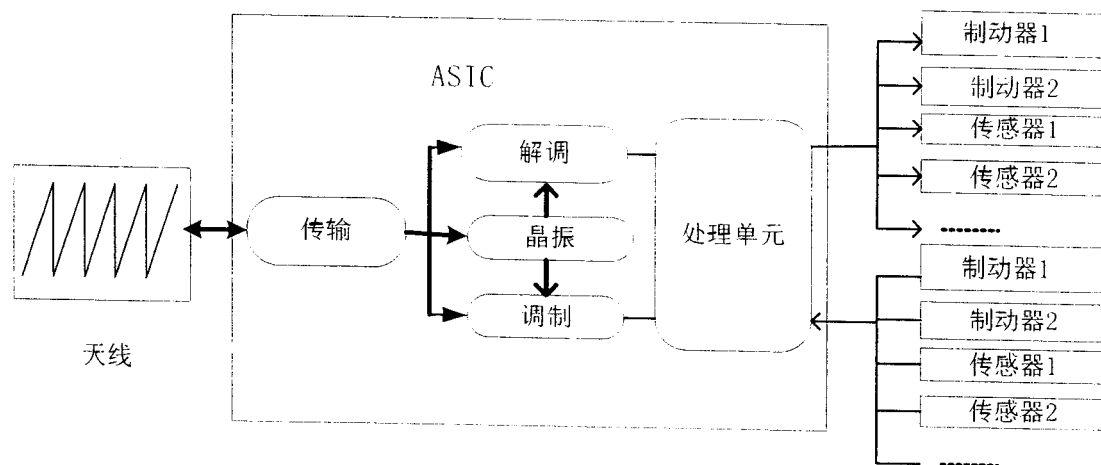 ASIC
天线
传输
解调
晶振
调制
处理单元
制动器1
制动器2
传感器1
传感器2
………
制动器1
制动器2
传感器1
传感器2
………